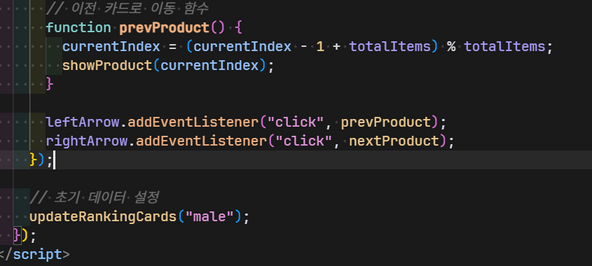 // 이전 카드로 이동 함수
function prevProduct() {
currentIndex = (currentIndex - 1 + totalItems) % totalItems;
showProduct(currentIndex);
}
leftArrow.addEventListener("click", prevProduct);
rightArrow.addEventListener("click", nextProduct);
});
// 초기 데이터 설정
updateRankingCards("male");
});
</script>